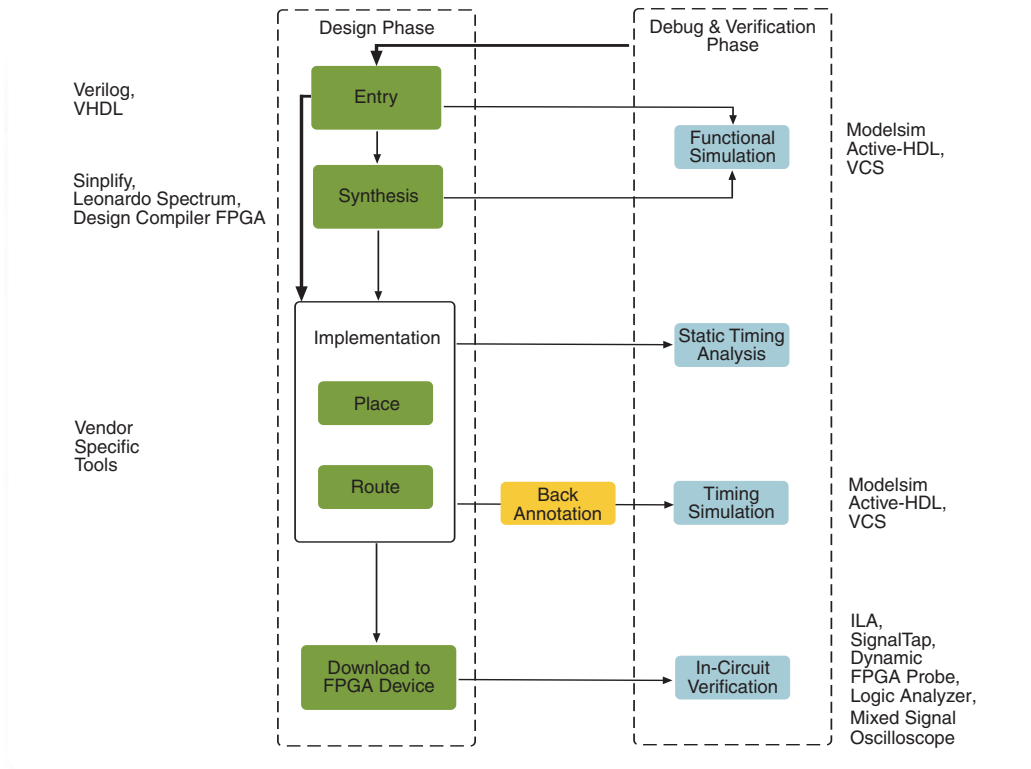 Design Phase
Debug & Verification
Phase
Verilog,
VHDL
Entry
Functional
Simulation
Modelsim
Active-HDL,
VCS
Sinplify,
Leonardo Spectrum,
Design Compiler FPGA
Synthesis
Implementation
Static Timing
Analysis
Place
Vendor
Specific
Tools
Route
Back
Annotation
Timing
Simulation
Modelsim
Active-HDL,
VCS
Download to
FPGA Device
In-Circuit
Verification
ILA,
SignalTap,
Dynamic
FPGA Probe,
Logic Analyzer,
Mixed Signal
Oscilloscope